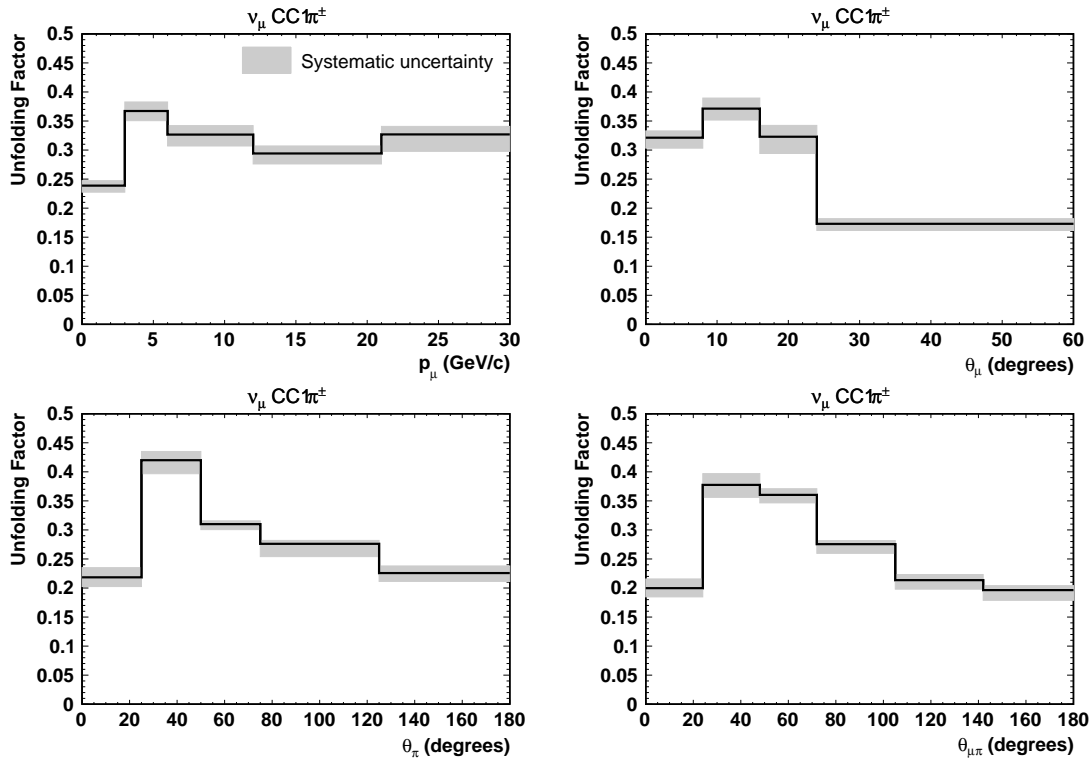 ν_μ CC1π±
Unfolding Factor
Systematic uncertainty
0.5
0.45
0.4
0.35
0.3
0.25
0.2
0.15
0.1
0.05
0
0 5 10 15 20 25 30
p_μ (GeV/c)
ν_μ CC1π±
Unfolding Factor
0.5
0.45
0.4
0.35
0.3
0.25
0.2
0.15
0.1
0.05
0
0 10 20 30 40 50 60
θ_μ (degrees)
ν_μ CC1π±
Unfolding Factor
0.5
0.45
0.4
0.35
0.3
0.25
0.2
0.15
0.1
0.05
0
0 20 40 60 80 100 120 140 160 180
θ_π (degrees)
ν_μ CC1π±
Unfolding Factor
0.5
0.45
0.4
0.35
0.3
0.25
0.2
0.15
0.1
0.05
0
0 20 40 60 80 100 120 140 160 180
θ_μπ (degrees)